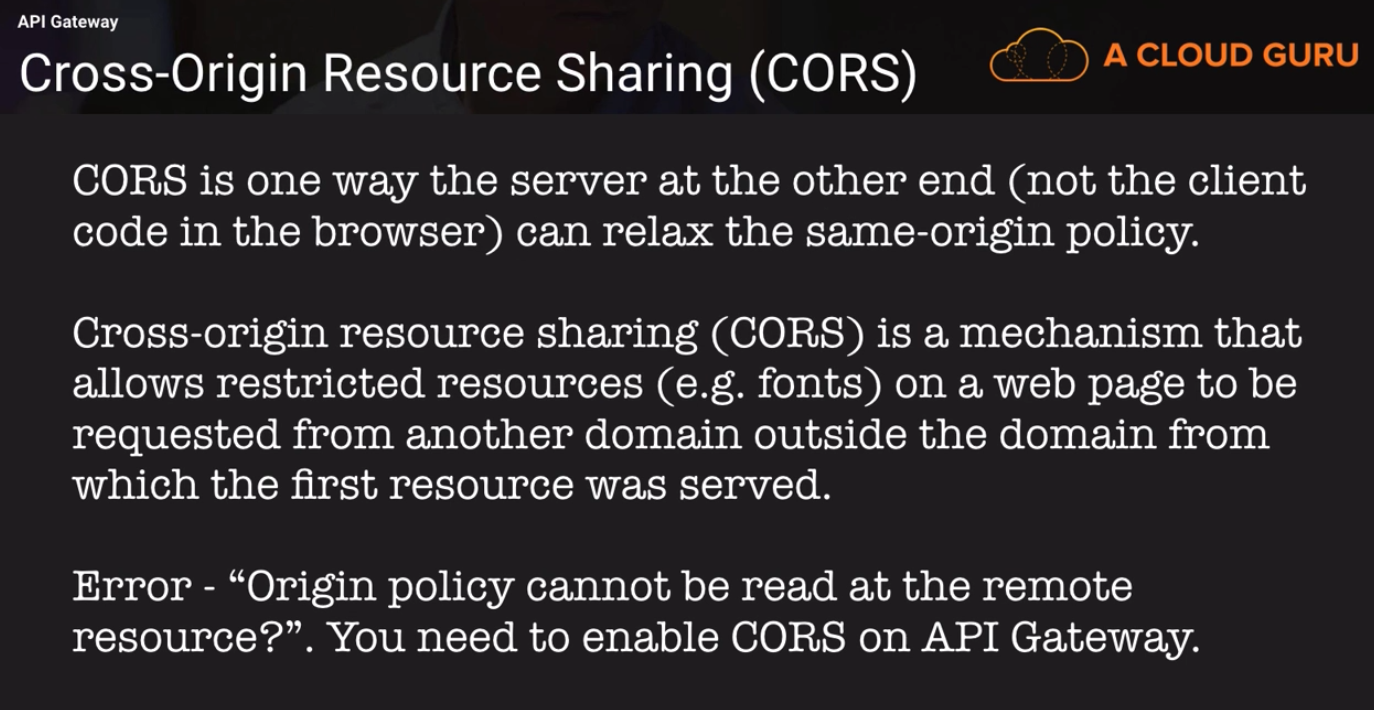 API Gateway
Cross-Origin Resource Sharing (CORS)
A CLOUD GURU
CORS is one way the server at the other end (not the client
code in the browser) can relax the same-origin policy.
Cross-origin resource sharing (CORS) is a mechanism that
allows restricted resources (e.g. fonts) on a web page to be
requested from another domain outside the domain from
which the first resource was served.
Error - “Origin policy cannot be read at the remote
resource?”. You need to enable CORS on API Gateway.